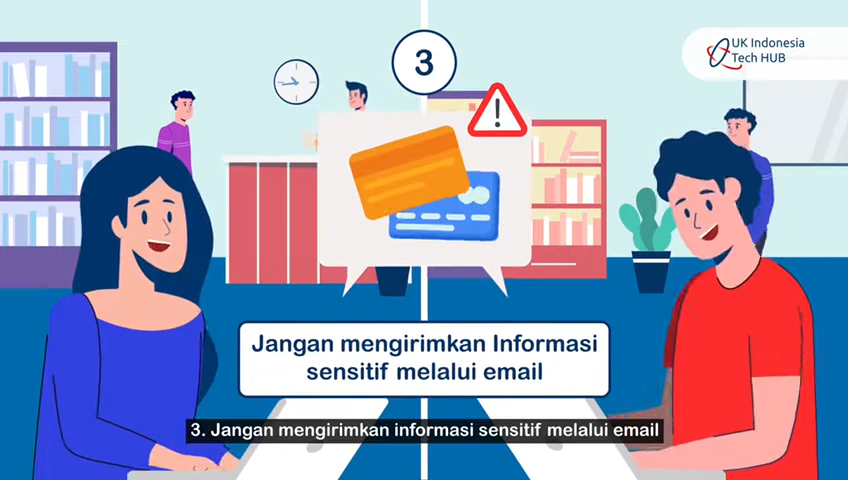 3
UK Indonesia
Tech HUB
Jangan mengirimkan Informasi
sensitif melalui email
3. Jangan mengirimkan informasi sensitif melalui email